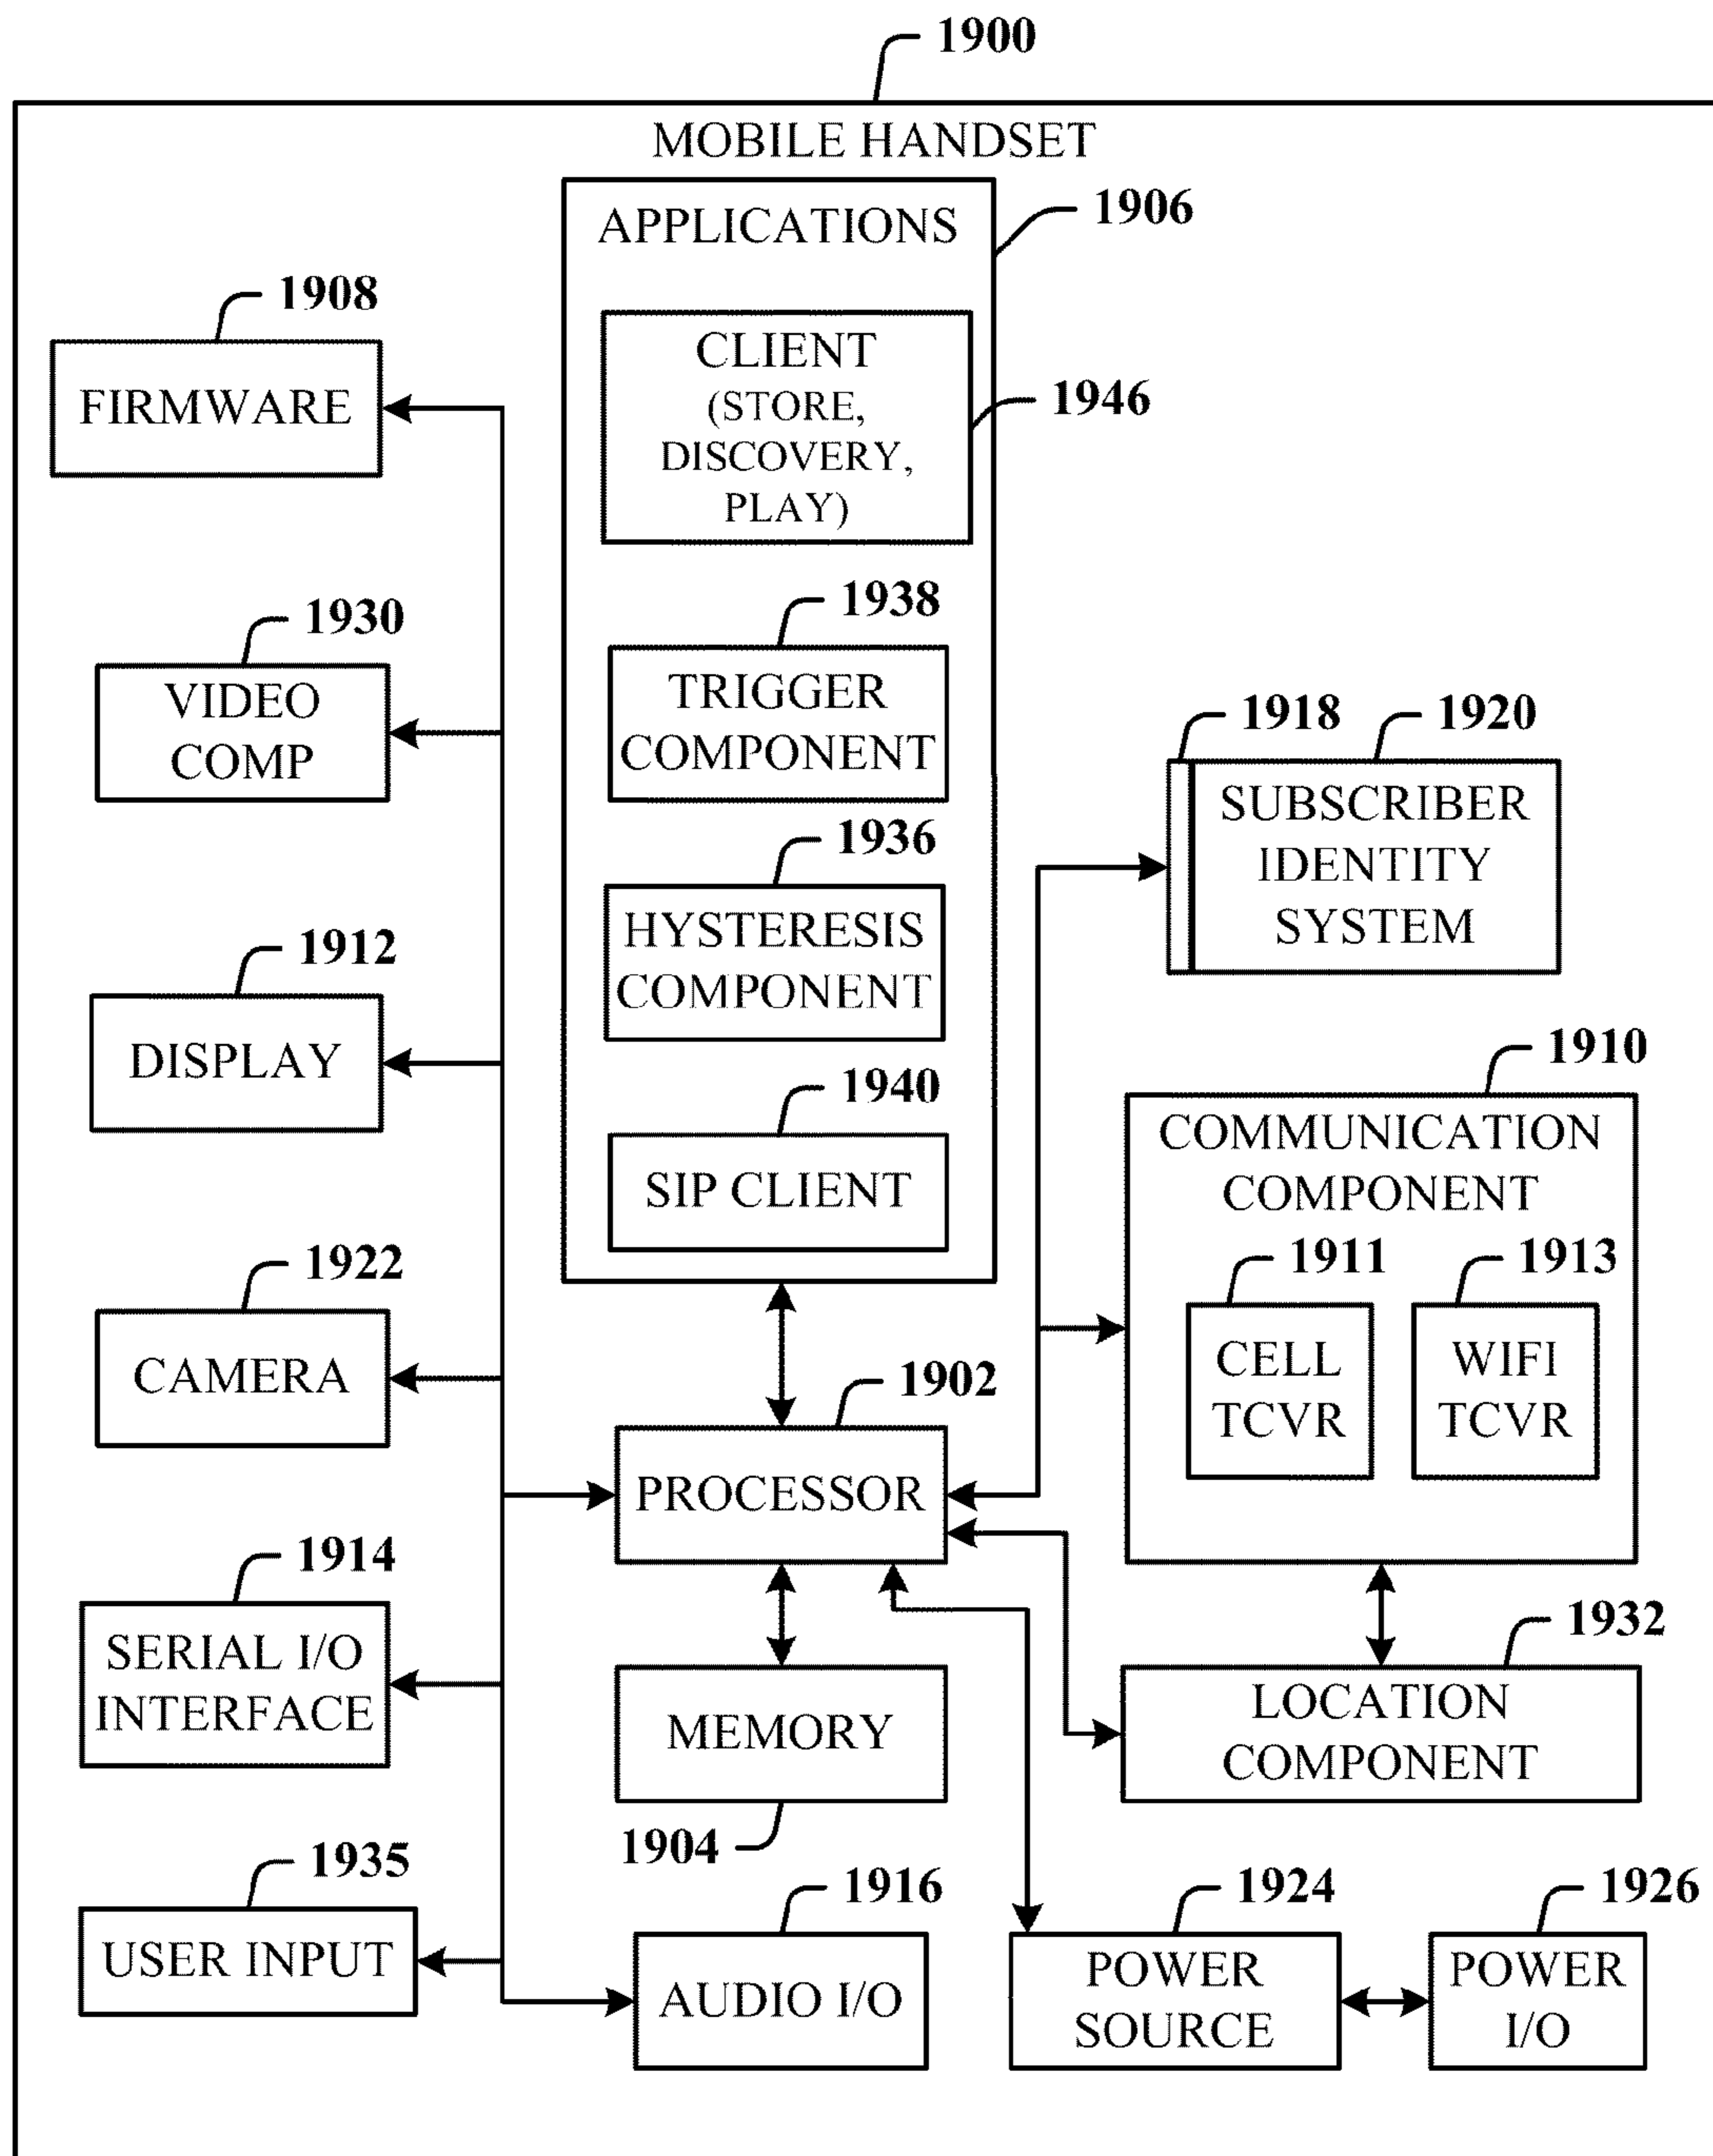 1900
MOBILE HANDSET
APPLICATIONS
1906
CLIENT
(STORE,
DISCOVERY,
PLAY)
1946
1938
TRIGGER
COMPONENT
1936
HYSTERESIS
COMPONENT
1940
SIP CLIENT
1908
FIRMWARE
1930
VIDEO
COMP
1912
DISPLAY
1922
CAMERA
1914
SERIAL I/O
INTERFACE
1935
USER INPUT
1902
PROCESSOR
MEMORY
1904
1916
AUDIO I/O
1918
1920
SUBSCRIBER
IDENTITY
SYSTEM
1910
COMMUNICATION
COMPONENT
1911
CELL
TCVR
1913
WIFI
TCVR
1932
LOCATION
COMPONENT
1924
POWER
SOURCE
1926
POWER
I/O